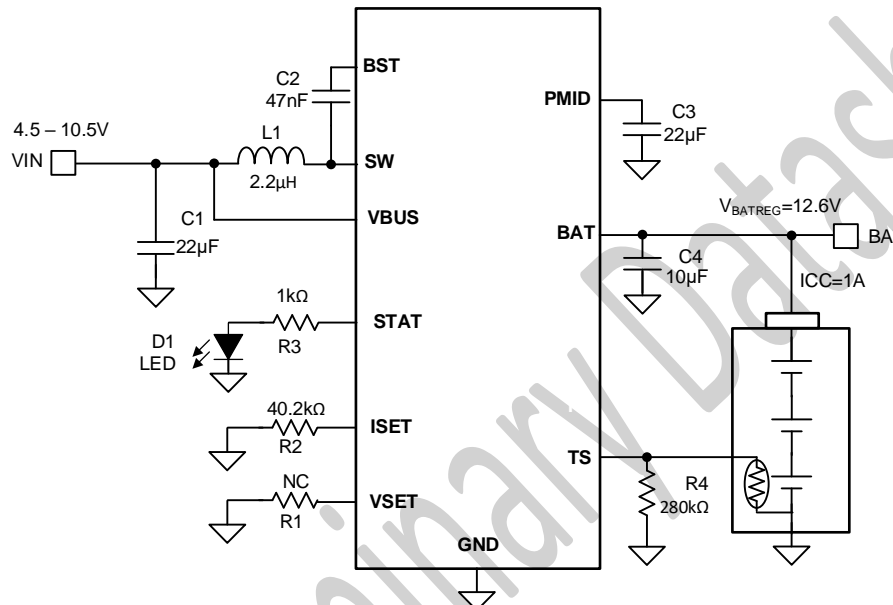 BST
C2
47nF
PMID
C3
22µF
4.5 – 10.5V
VIN
L1
2.2µH
SW
VBUS
C1
22µF
VBATREG=12.6V
BAT
BA
C4
10µF
ICC=1A
1kΩ
STAT
R3
D1
LED
40.2kΩ
ISET
R2
NC
VSET
R1
TS
R4
280kΩ
GND